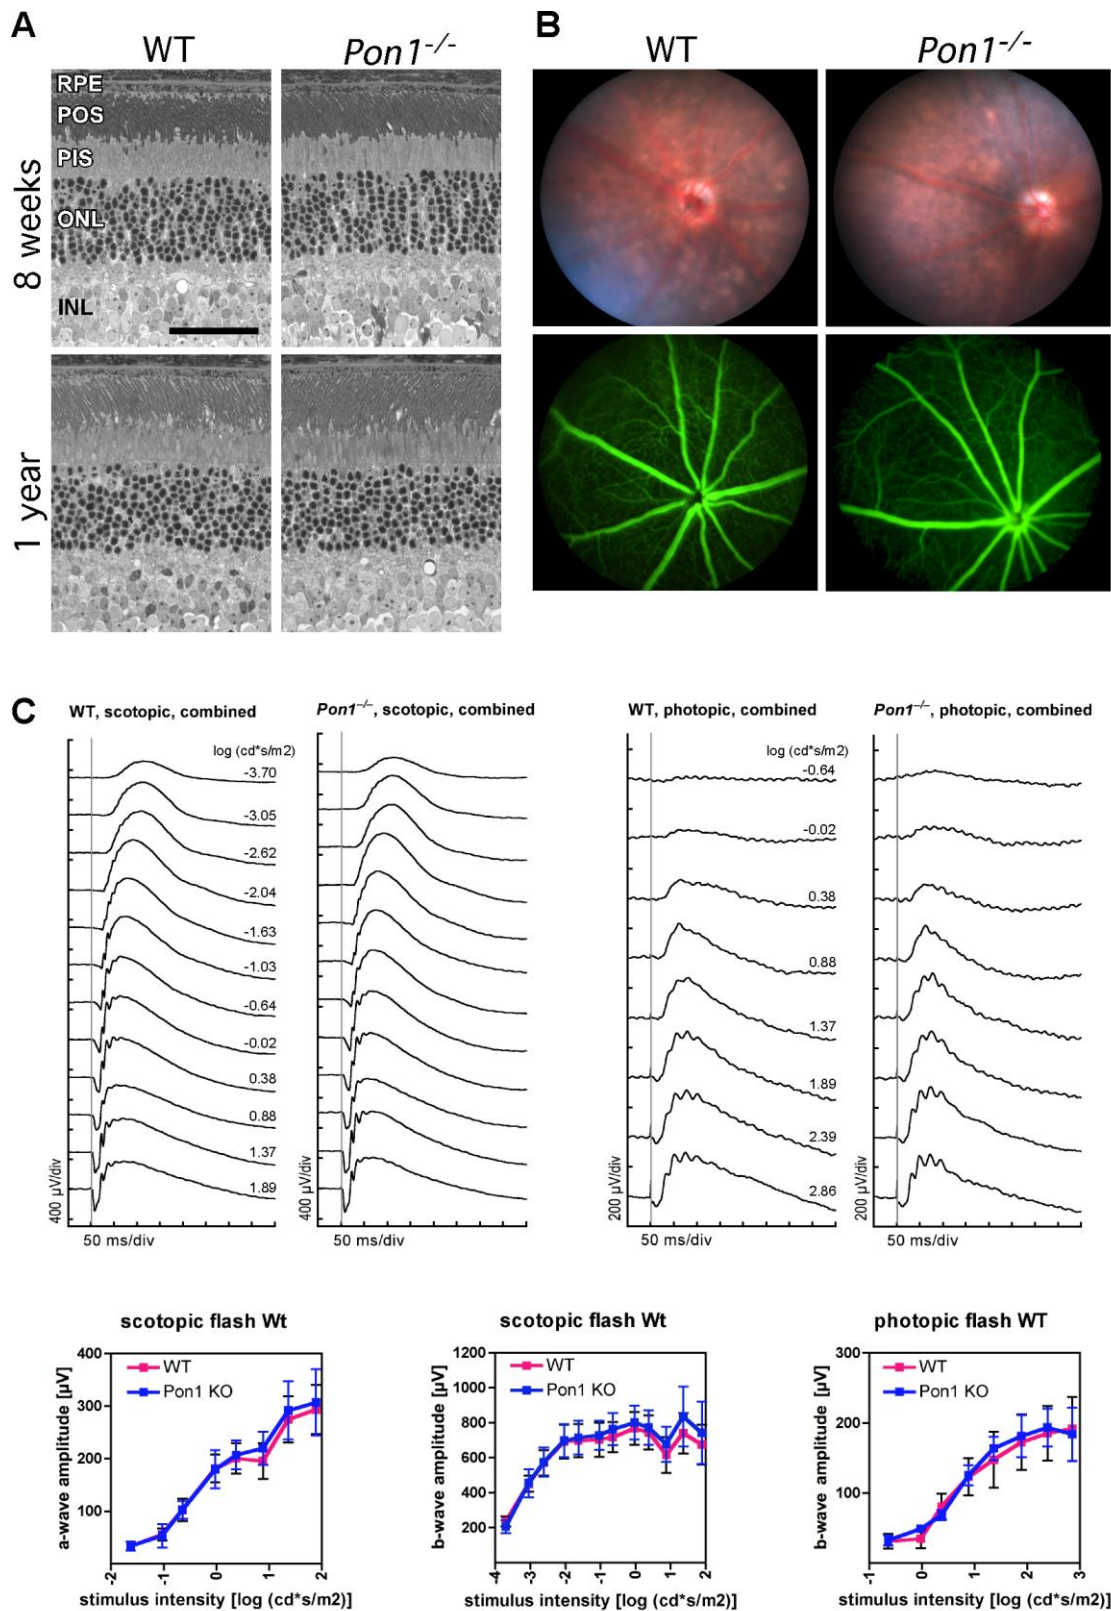 A
WT
Pon1-/-
8 weeks
RPE
POS
PIS
ONL
INL
1 year
B
WT
Pon1-/-
C
WT, scotopic, combined
log (cd*s/m2)
-3.70
-3.05
-2.62
-2.04
-1.63
-1.03
-0.64
-0.02
0.38
0.88
1.37
1.89
400 µV/div
50 ms/div
Pon1-/-, scotopic, combined
400 µV/div
50 ms/div
WT, photopic, combined
log (cd*s/m2)
-0.64
-0.02
0.38
0.88
1.37
1.89
2.39
2.86
200 µV/div
50 ms/div
Pon1-/-, photopic, combined
200 µV/div
50 ms/div
scotopic flash Wt
a-wave amplitude [µV]
400
300
200
100
WT
Pon1 KO
-2
-1
0
1
2
stimulus intensity [log (cd*s/m2)]
scotopic flash Wt
b-wave amplitude [µV]
1200
1000
800
600
400
200
WT
Pon1 KO
-4
-3
-2
-1
0
1
2
stimulus intensity [log (cd*s/m2)]
photopic flash WT
b-wave amplitude [µV]
300
200
100
WT
Pon1 KO
-1
0
1
2
3
stimulus intensity [log (cd*s/m2)]